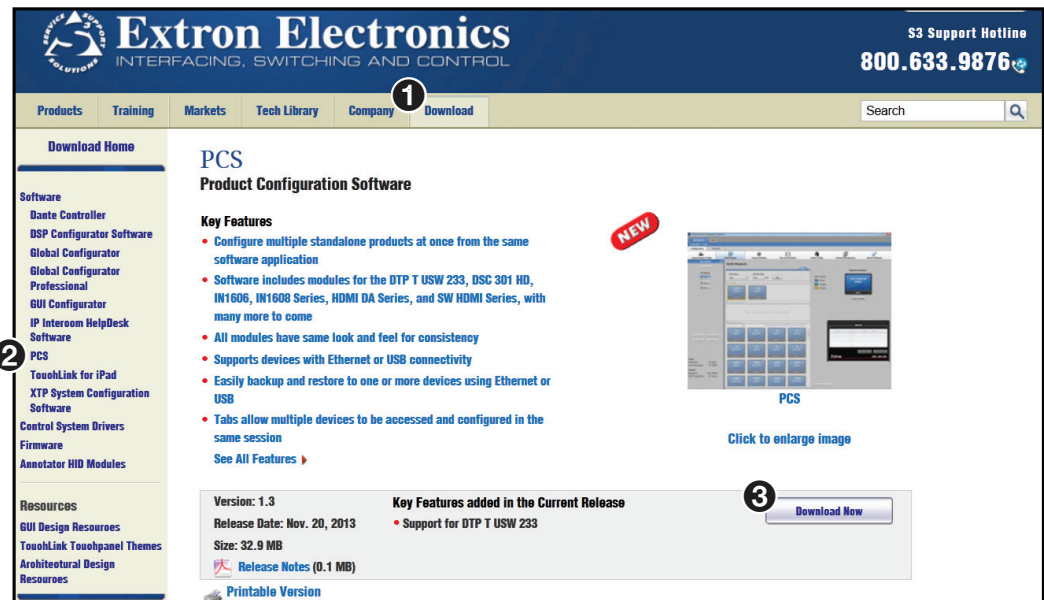 SERVICE SUPPORT SOLUTIONS
S3
Extron Electronics
INTERFACING, SWITCHING AND CONTROL
S3 Support Hotline
800.633.9876
1
Products
Training
Markets
Tech Library
Company
Download
Search
Download Home
Software
Dante Controller
DSP Configurator Software
Global Configurator
Global Configurator
Professional
GUI Configurator
IP Intercom HelpDesk
Software
2
PCS
TouchLink for iPad
XTP System Configuration
Software
Control System Drivers
Firmware
Annotator HID Modules
Resources
GUI Design Resources
TouchLink Touchpanel Themes
Architectural Design
Resources
PCS
Product Configuration Software
Key Features
• Configure multiple standalone products at once from the same
software application
• Software includes modules for the DTP T USW 233, DSC 301 HD,
IN1606, IN1608 Series, HDMI DA Series, and SW HDMI Series, with
many more to come
• All modules have same look and feel for consistency
• Supports devices with Ethernet or USB connectivity
• Easily backup and restore to one or more devices using Ethernet or
USB
• Tabs allow multiple devices to be accessed and configured in the
same session
See All Features
NEW
PCS
Click to enlarge image
Version: 1.3
Release Date: Nov. 20, 2013
Size: 32.9 MB
Release Notes (0.1 MB)
Key Features added in the Current Release
• Support for DTP T USW 233
3
Download Now
Printable Version